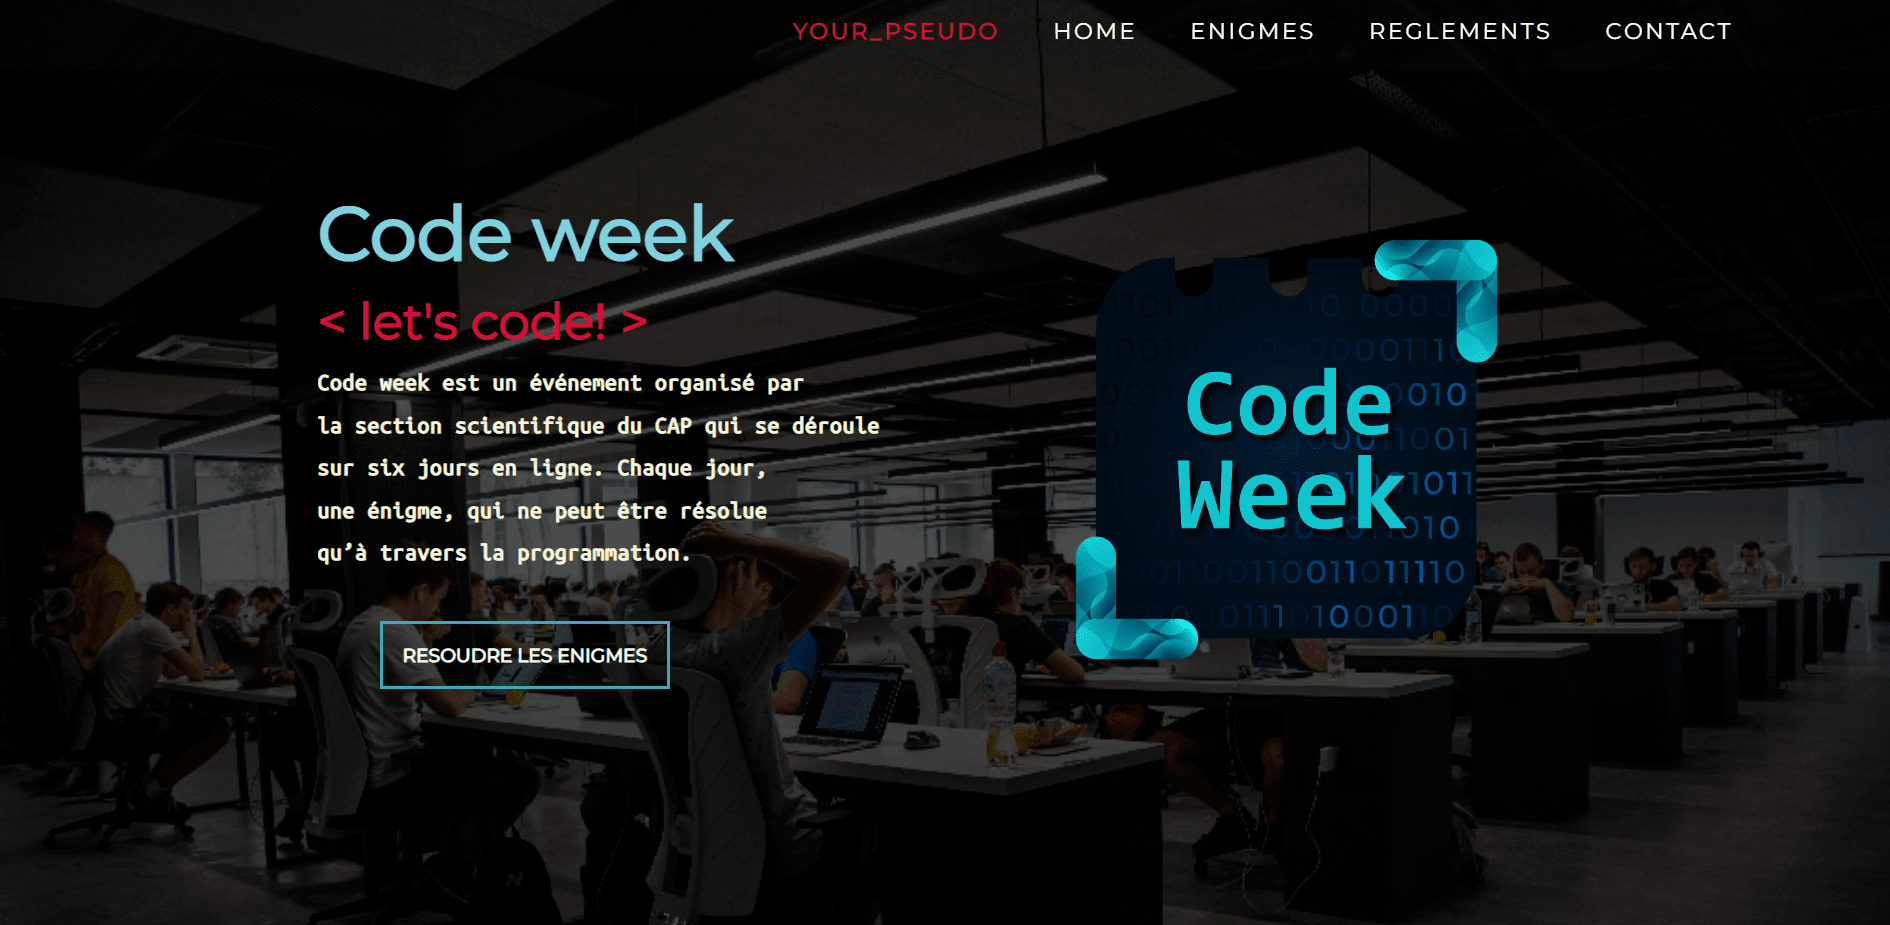 YOUR_PSEUDO HOME ENIGMES REGLEMENTS CONTACT
Code week
< let's code! >
Code week est un événement organisé par
la section scientifique du CAP qui se déroule
sur six jours en ligne. Chaque jour,
une énigme, qui ne peut être résolue
qu’à travers la programmation.
RESOUDRE LES ENIGMES
Code
Week